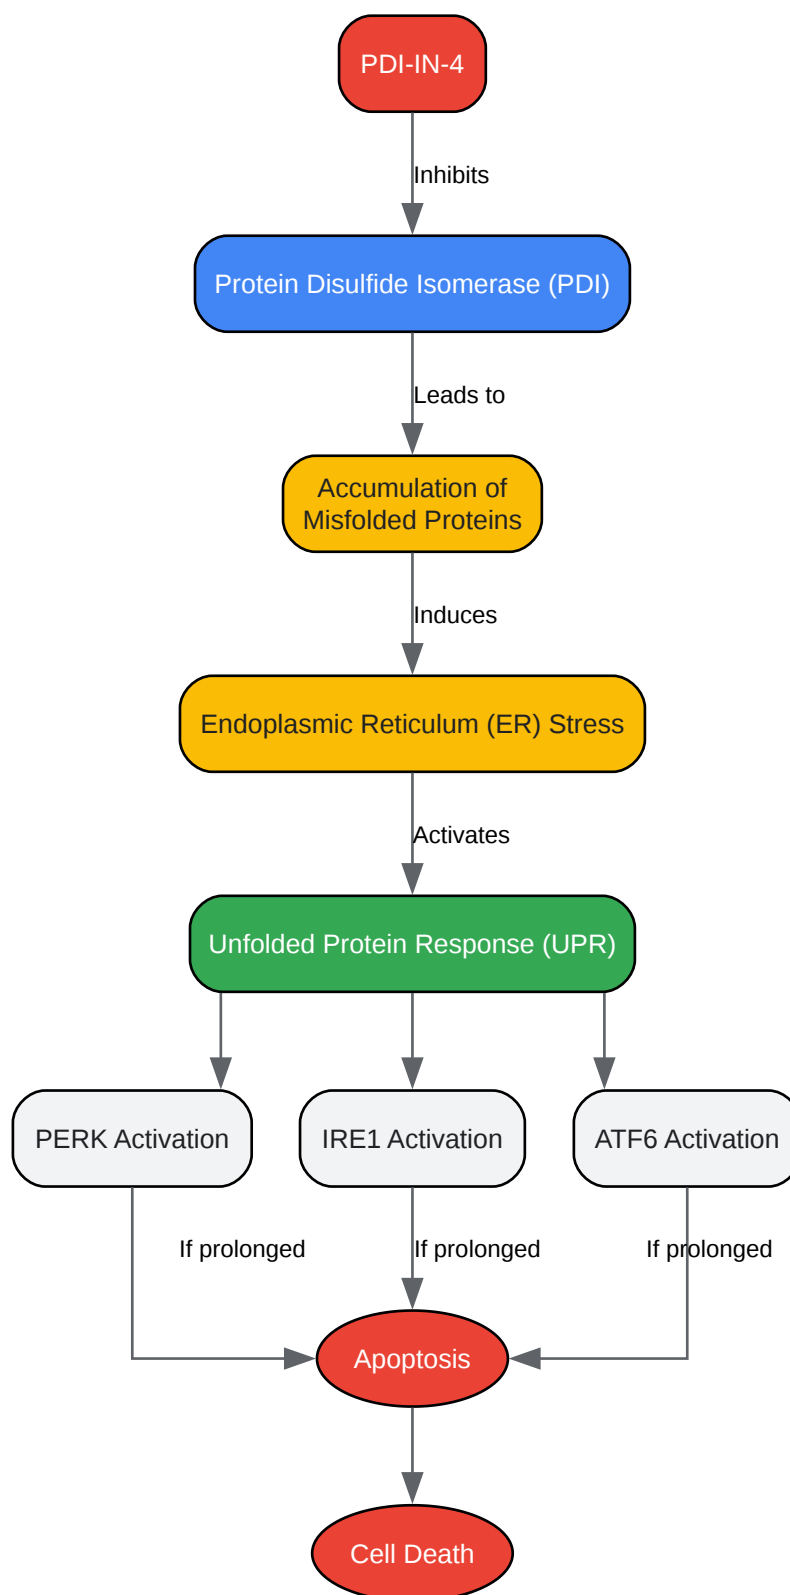 PDI-IN-4
Inhibits
Protein Disulfide Isomerase (PDI)
Leads to
Accumulation of
Misfolded Proteins
Induces
Endoplasmic Reticulum (ER) Stress
Activates
Unfolded Protein Response (UPR)
PERK Activation
IRE1 Activation
ATF6 Activation
If prolonged
If prolonged
If prolonged
Apoptosis
Cell Death